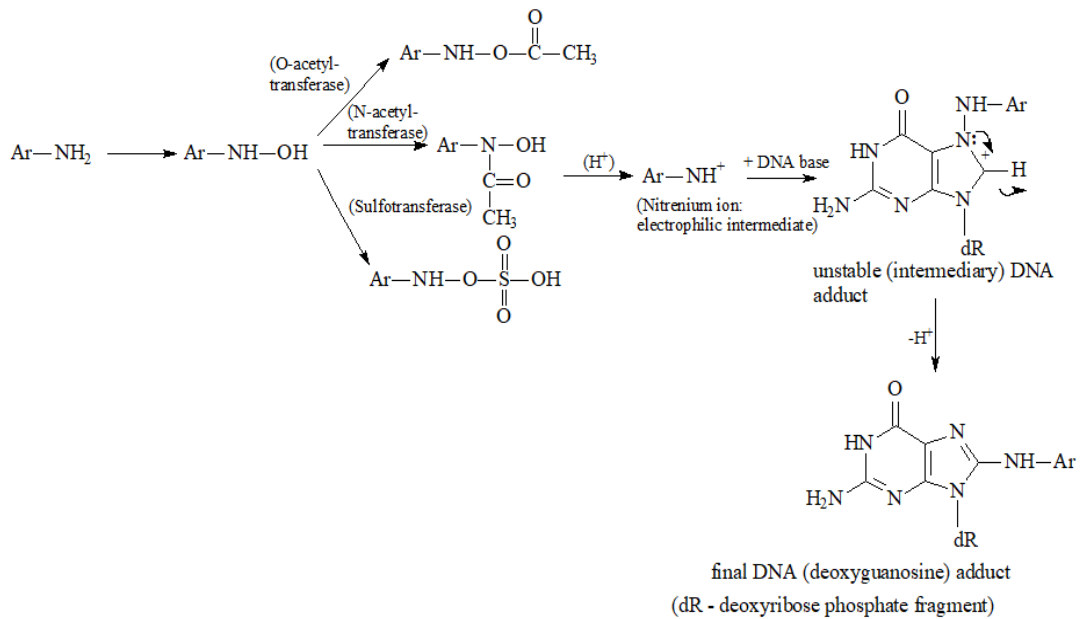 Ar—NH—O—C—CH₃
O
(O-acetyl-
transferase)
(N-acetyl-
transferase)
Ar—NH₂
Ar—NH—OH
Ar—N—OH
C=O
CH₃
(Sulfotransferase)
O
Ar—NH—O—S—OH
O
(H⁺)
Ar—NH⁺
(Nitrenium ion:
electrophilic intermediate)
+ DNA base
O
NH—Ar
HN
N:
+
H
H₂N
N
N
dR
unstable (intermediary) DNA
adduct
-H⁺
O
HN
N
NH—Ar
H₂N
N
N
dR
final DNA (deoxyguanosine) adduct
(dR - deoxyribose phosphate fragment)